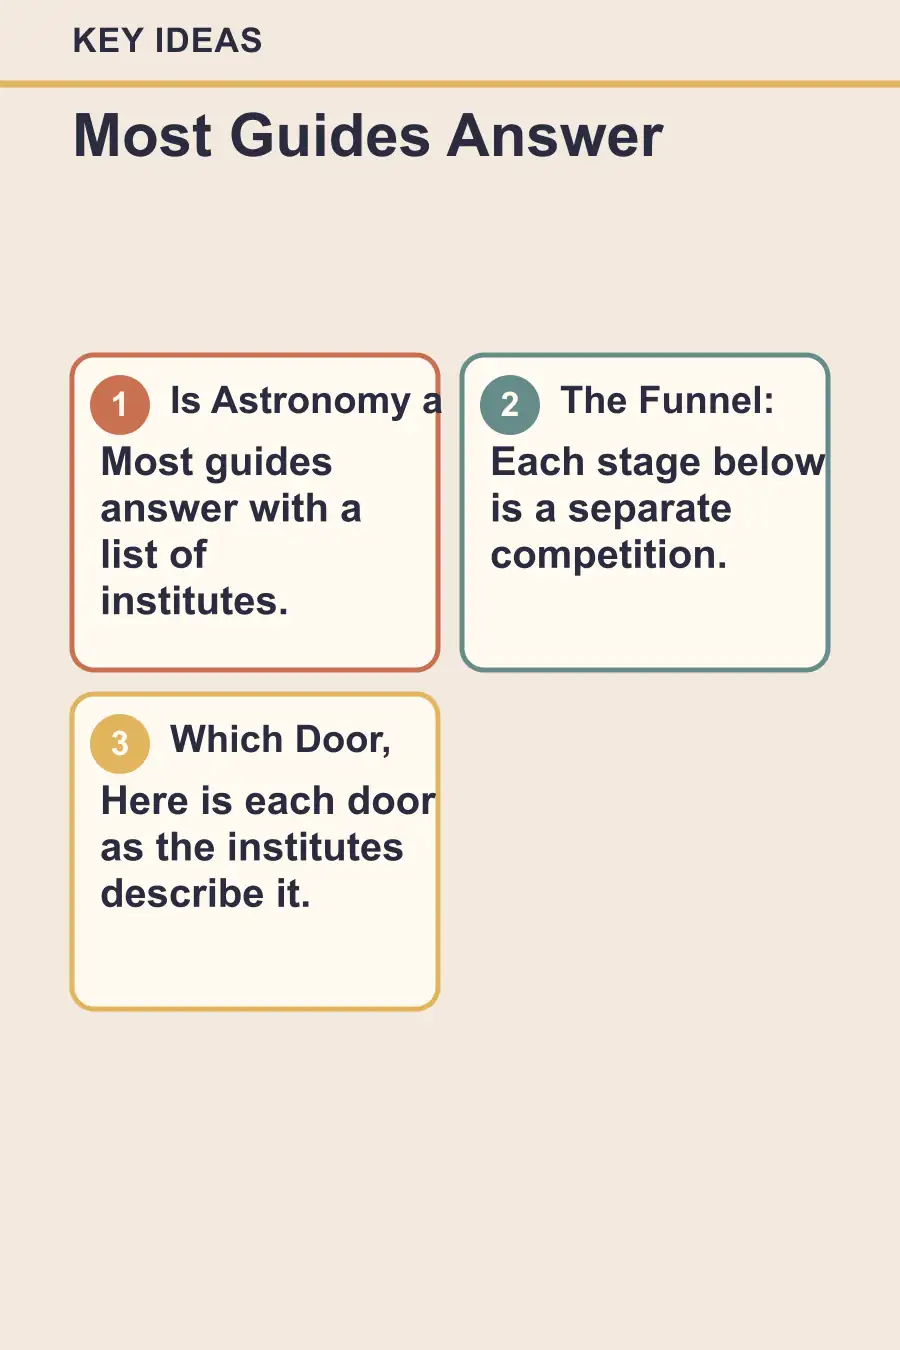 KEY IDEAS
Most Guides Answer
1 Is Astronomy a
Most guides
answer with a
list of
institutes.
2 The Funnel:
Each stage below
is a separate
competition.
3 Which Door,
Here is each door
as the institutes
describe it.